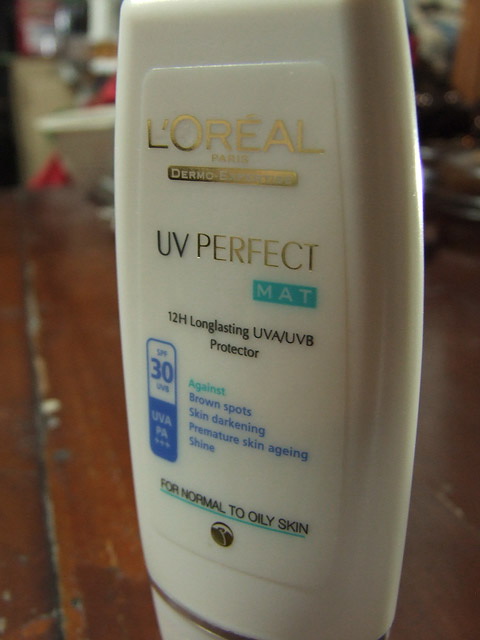 L'ORÉAL
PARIS
DERMO-EXPERTISE
UV PERFECT
MAT
12H Longlasting UVA/UVB
Protector
SPF
30
UVB
UVA
PA
+++
Against
Brown spots
Skin darkening
Premature skin ageing
Shine
FOR NORMAL TO OILY SKIN